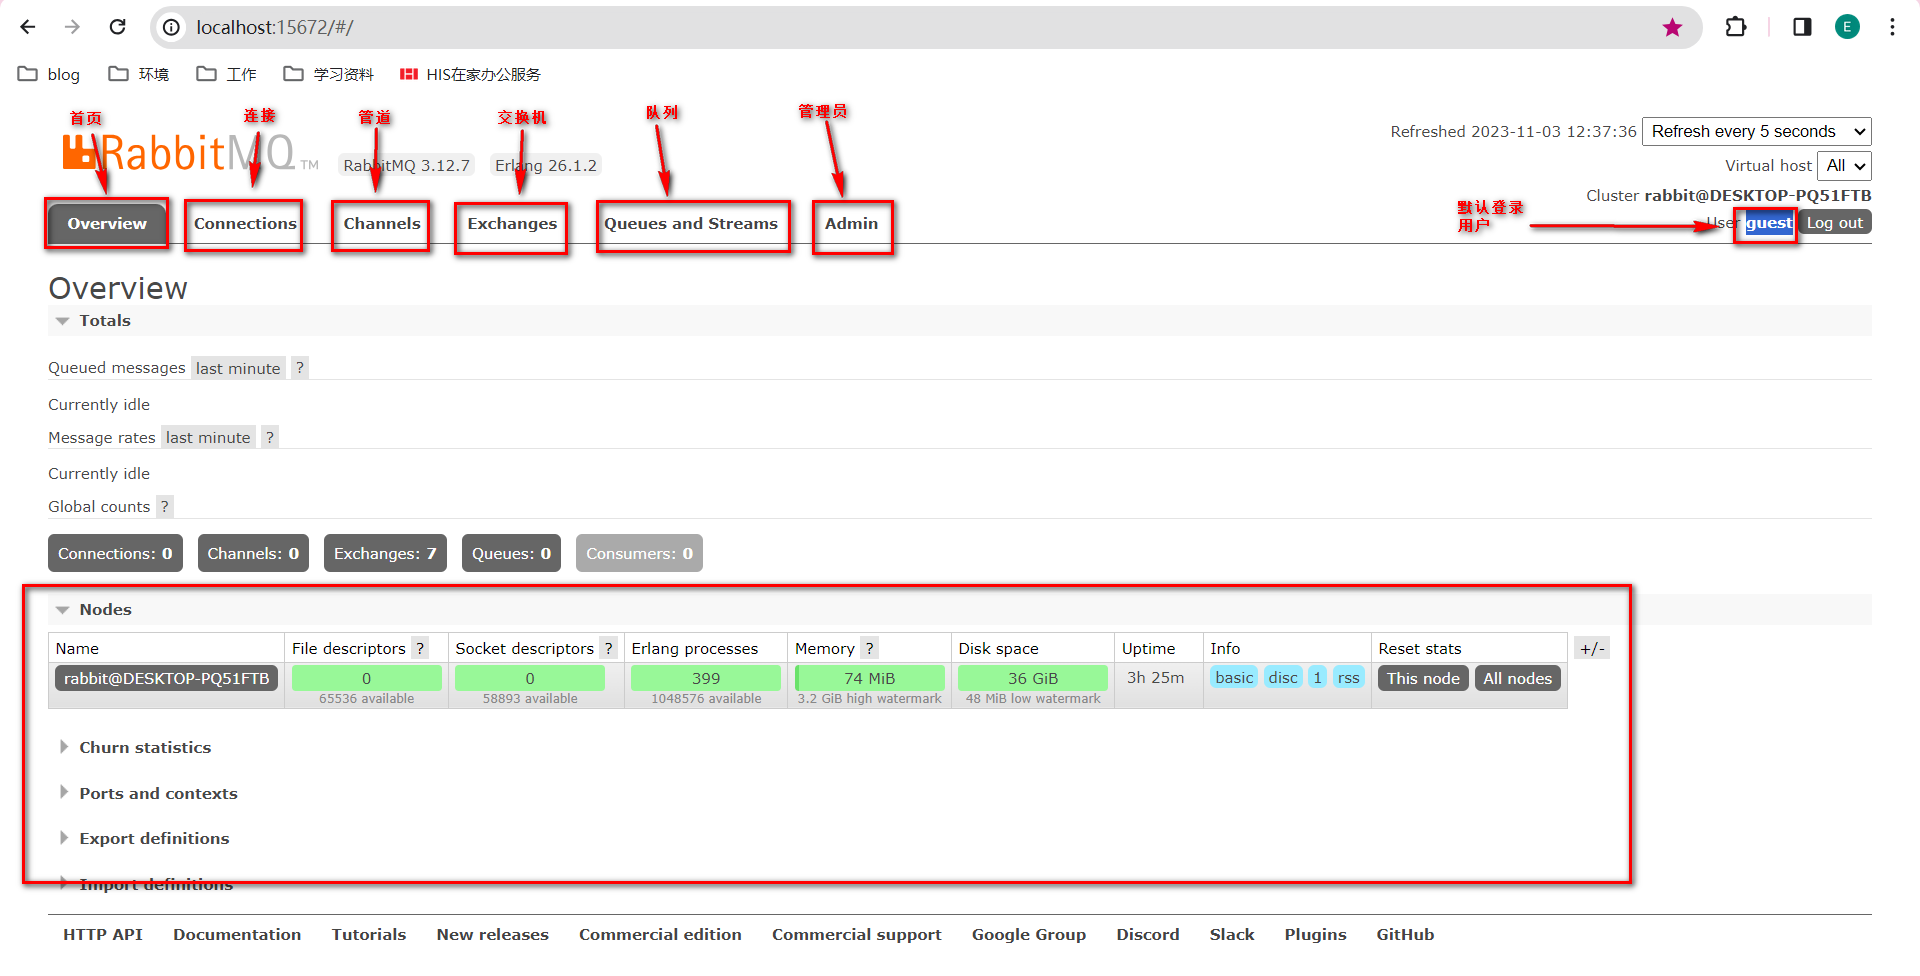 localhost:15672/#/
E
blog 环境 工作 学习资料 HIS在家办公服务
首页 连接 管道 交换机 队列 管理员
RabbitMQ TM RabbitMQ 3.12.7 Erlang 26.1.2
Refreshed 2023-11-03 12:37:36 Refresh every 5 seconds
Virtual host All
Cluster rabbit@DESKTOP-PQ51FTB
默认登录
用户
User guest Log out
Overview Connections Channels Exchanges Queues and Streams Admin
Overview
Totals
Queued messages last minute ?
Currently idle
Message rates last minute ?
Currently idle
Global counts ?
Connections: 0 Channels: 0 Exchanges: 7 Queues: 0 Consumers: 0
Nodes
Name File descriptors ? Socket descriptors ? Erlang processes Memory ? Disk space Uptime Info Reset stats +/-
rabbit@DESKTOP-PQ51FTB 0 0 399 74 MiB 36 GiB 3h 25m basic disc 1 rss This node All nodes
65536 available 58893 available 1048576 available 3.2 GiB high watermark 48 MiB low watermark
Churn statistics
Ports and contexts
Export definitions
Import definitions
HTTP API Documentation Tutorials New releases Commercial edition Commercial support Google Group Discord Slack Plugins GitHub